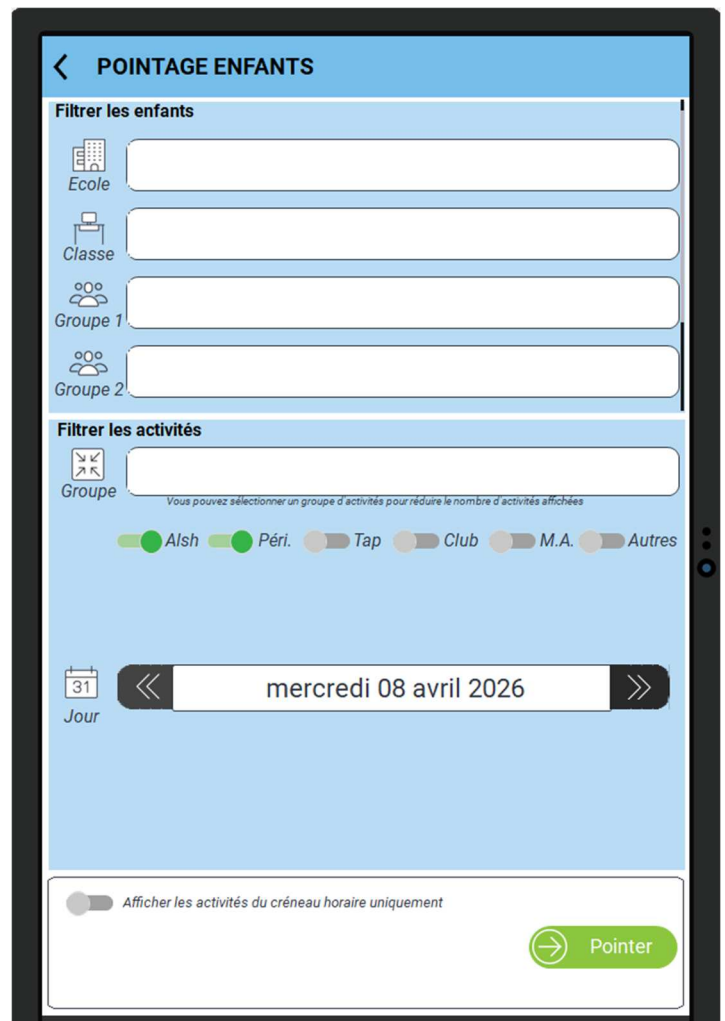 POINTAGE ENFANTS
Filtrer les enfants
Ecole
Classe
Groupe 1
Groupe 2
Filtrer les activités
Groupe
Vous pouvez sélectionner un groupe d'activités pour réduire le nombre d'activités affichées
Alsh Péri. Tap Club M.A. Autres
31
mercredi 08 avril 2026
Jour
Afficher les activités du créneau horaire uniquement
Pointer